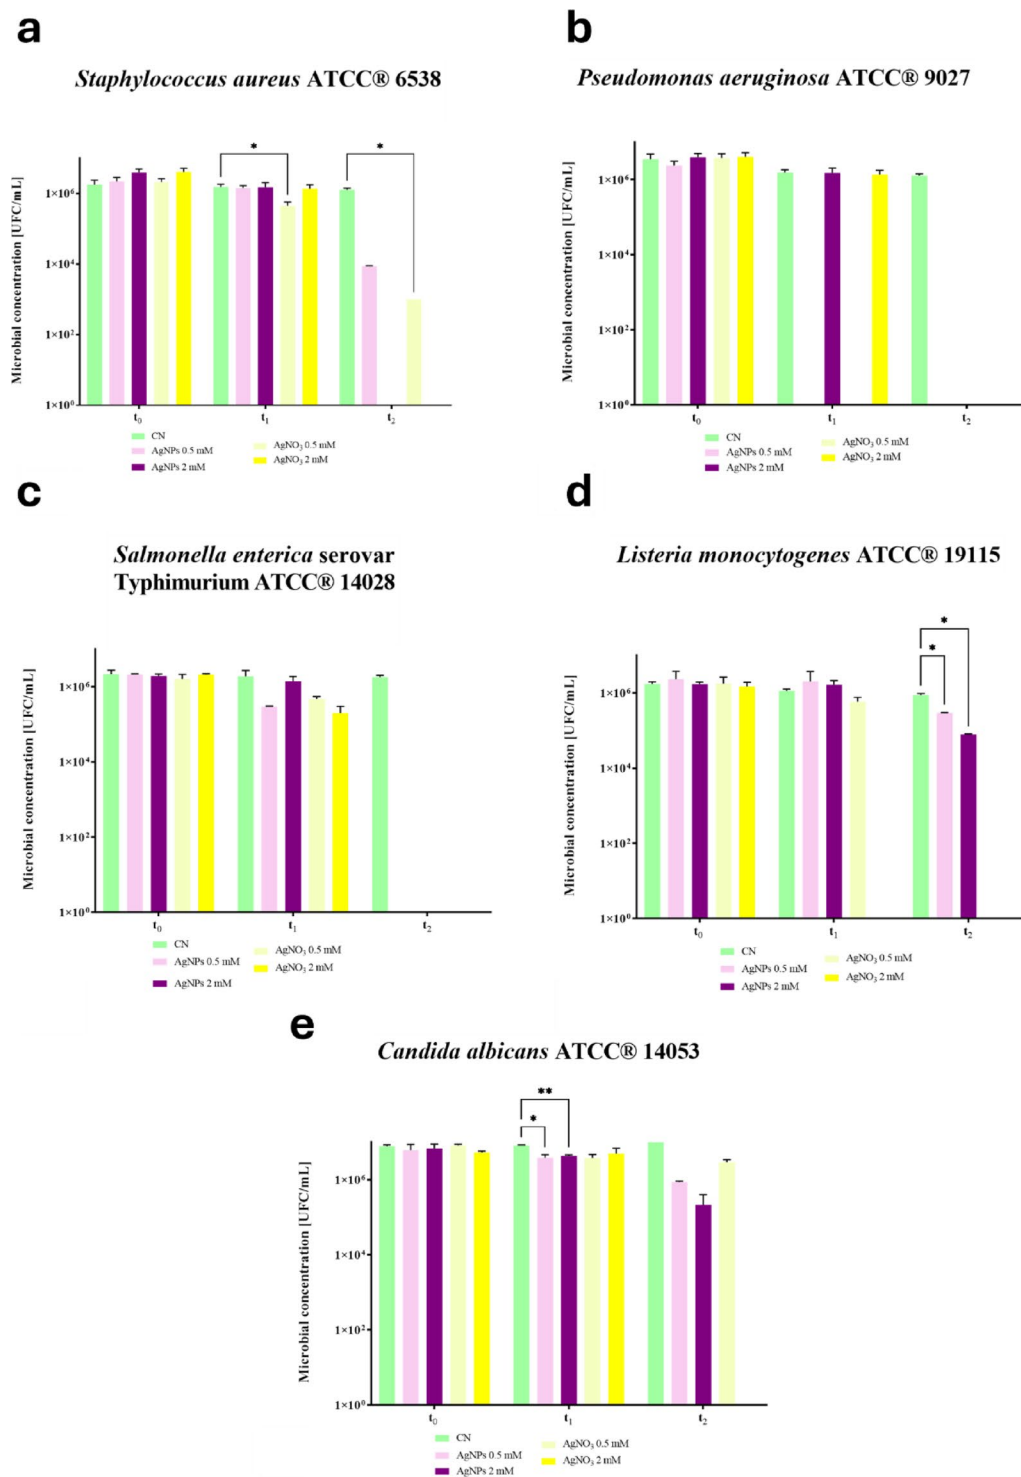 a
Staphylococcus aureus ATCC® 6538
Microbial concentration [UFC/mL]
*
*
1×10⁶
1×10⁴
1×10²
1×10⁰
t₀
t₁
t₂
CN
AgNPs 0.5 mM
AgNPs 2 mM
AgNO₃ 0.5 mM
AgNO₃ 2 mM
b
Pseudomonas aeruginosa ATCC® 9027
Microbial concentration [UFC/mL]
1×10⁶
1×10⁴
1×10²
1×10⁰
t₀
t₁
t₂
CN
AgNPs 0.5 mM
AgNPs 2 mM
AgNO₃ 0.5 mM
AgNO₃ 2 mM
c
Salmonella enterica serovar
Typhimurium ATCC® 14028
Microbial concentration [UFC/mL]
1×10⁶
1×10⁴
1×10²
1×10⁰
t₀
t₁
t₂
CN
AgNPs 0.5 mM
AgNPs 2 mM
AgNO₃ 0.5 mM
AgNO₃ 2 mM
d
Listeria monocytogenes ATCC® 19115
Microbial concentration [UFC/mL]
*
*
1×10⁶
1×10⁴
1×10²
1×10⁰
t₀
t₁
t₂
CN
AgNPs 0.5 mM
AgNPs 2 mM
AgNO₃ 0.5 mM
AgNO₃ 2 mM
e
Candida albicans ATCC® 14053
Microbial concentration [UFC/mL]
**
*
1×10⁶
1×10⁴
1×10²
1×10⁰
t₀
t₁
t₂
CN
AgNPs 0.5 mM
AgNPs 2 mM
AgNO₃ 0.5 mM
AgNO₃ 2 mM